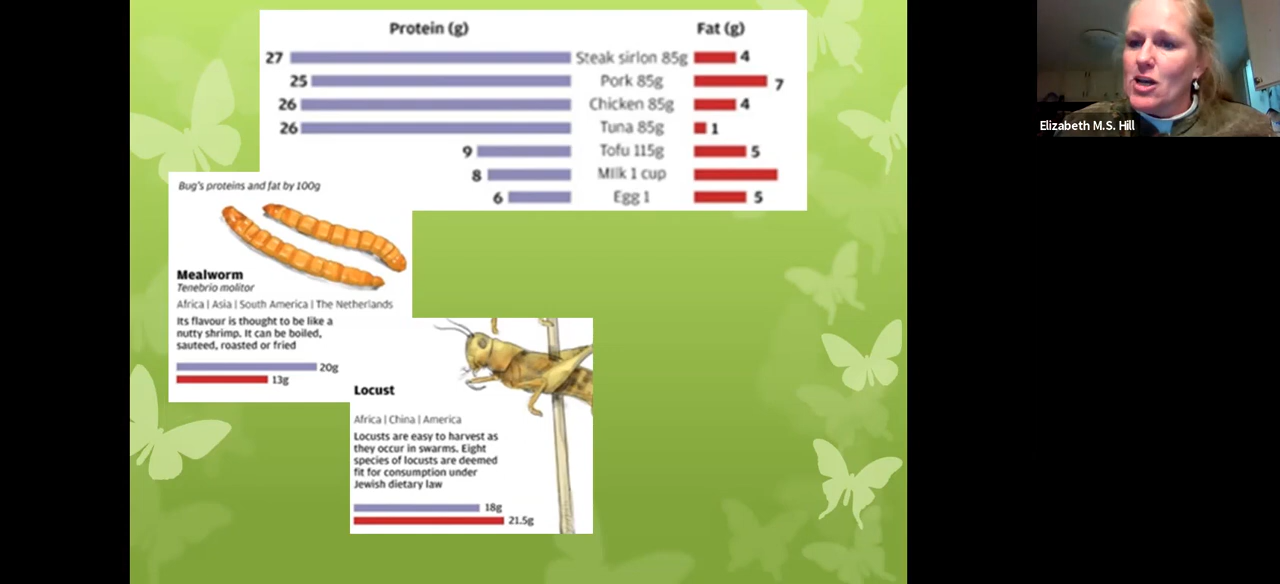 Protein (g) Fat (g)
27 Steak sirlon 85g 4
25 Pork 85g 7
26 Chicken 85g 4
26 Tuna 85g 1
9 Tofu 115g 5
8 MIlk 1 cup
6 Egg 1 5
Bug's proteins and fat by 100g
Mealworm
Tenebrio molitor
Africa | Asia | South America | The Netherlands
Its flavour is thought to be like a
nutty shrimp. It can be boiled,
sauteed, roasted or fried
20g
13g
Locust
Africa | China | America
Locusts are easy to harvest as
they occur in swarms. Eight
species of locusts are deemed
fit for consumption under
Jewish dietary law
18g
21.5g
Elizabeth M.S. Hill